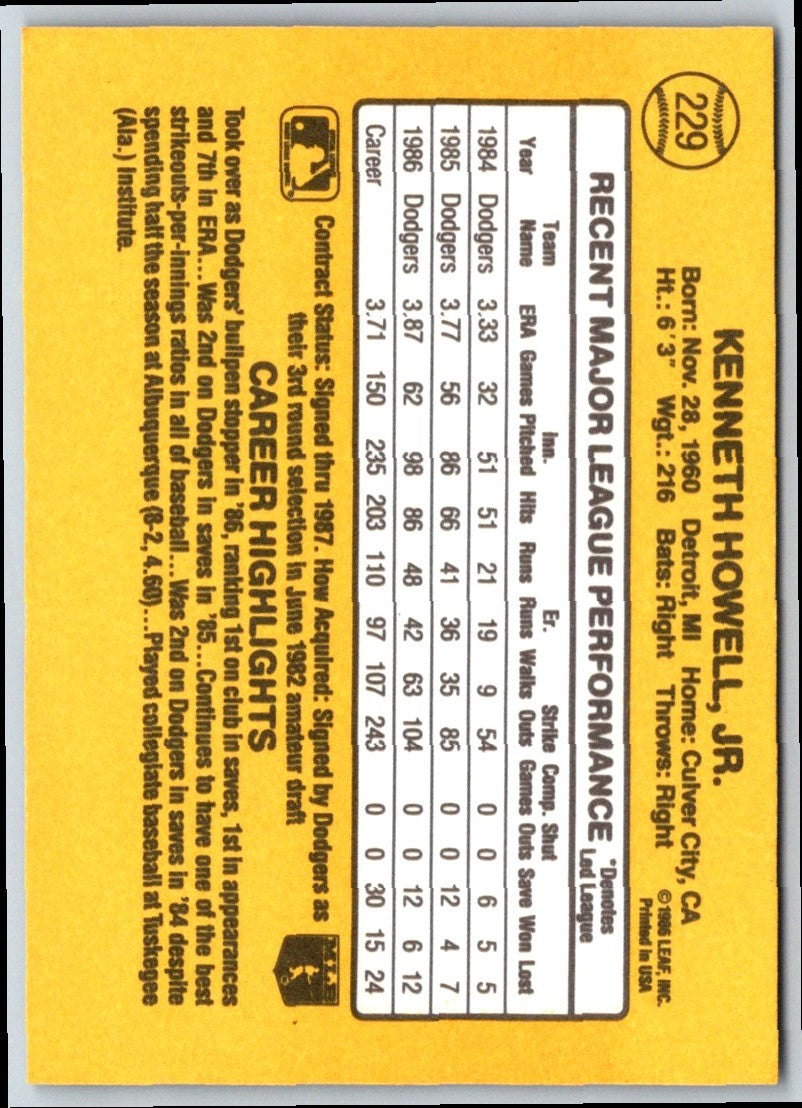 229
KENNETH HOWELL, JR.
Born: Nov. 28, 1960 Detroit, MI Home: Culver City, CA
Ht.: 6'3" Wgt.: 216 Bats: Right Throws: Right
©1986 LEAF, INC.
Printed in USA
RECENT MAJOR LEAGUE PERFORMANCE *Denotes Led League
Year Team Name ERA Games Inn. Pitched Hits Runs Er. Runs Walks Strike Outs Comp. Games Shut Outs Save Won Lost
1984 Dodgers 3.33 32 51 51 21 19 9 54 0 0 6 5 5
1985 Dodgers 3.77 56 86 66 41 36 35 85 0 0 12 4 7
1986 Dodgers 3.87 62 98 86 48 42 63 104 0 0 12 6 12
Career 3.71 150 235 203 110 97 107 243 0 0 30 15 24
Contract Status: Signed thru 1987. How Acquired: Signed by Dodgers as
their 3rd round selection in June 1982 amateur draft
CAREER HIGHLIGHTS
Took over as Dodgers' bullpen stopper in '86, ranking 1st on club in saves, 1st in appearances
and 7th in ERA...Was 2nd on Dodgers in saves in '85...Continues to have one of the best
strikeouts-per-innings ratios in all of baseball...Was 2nd on Dodgers in saves in '84 despite
spending half the season at Albuquerque (8-2, 4.60)...Played collegiate baseball at Tuskegee
(Ala.) Institute.